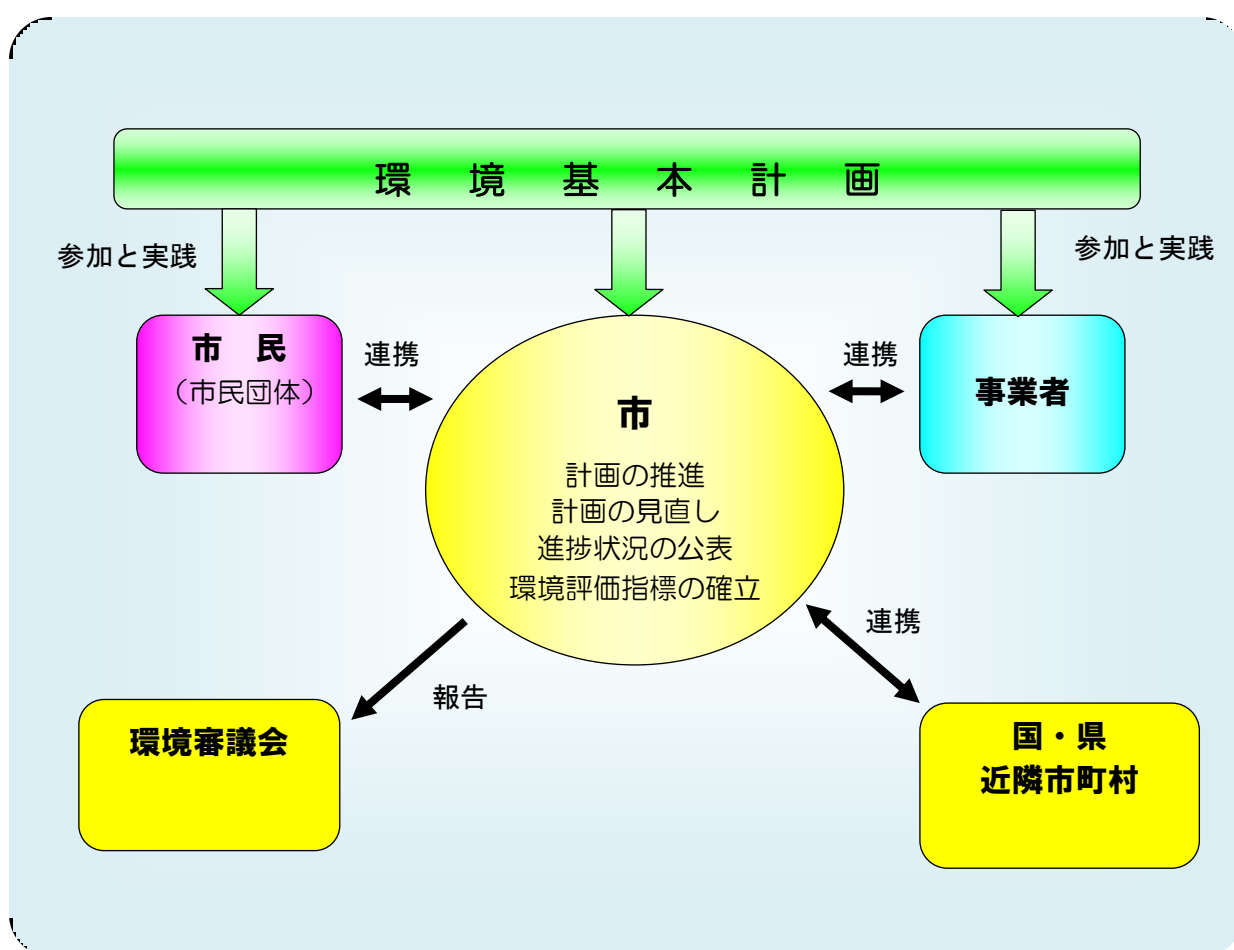 環境基本計画
参加と実践
参加と実践
市　民
（市民団体）
連携
連携
事業者
市
計画の推進
計画の見直し
進捗状況の公表
環境評価指標の確立
連携
報告
環境審議会
国・県
近隣市町村